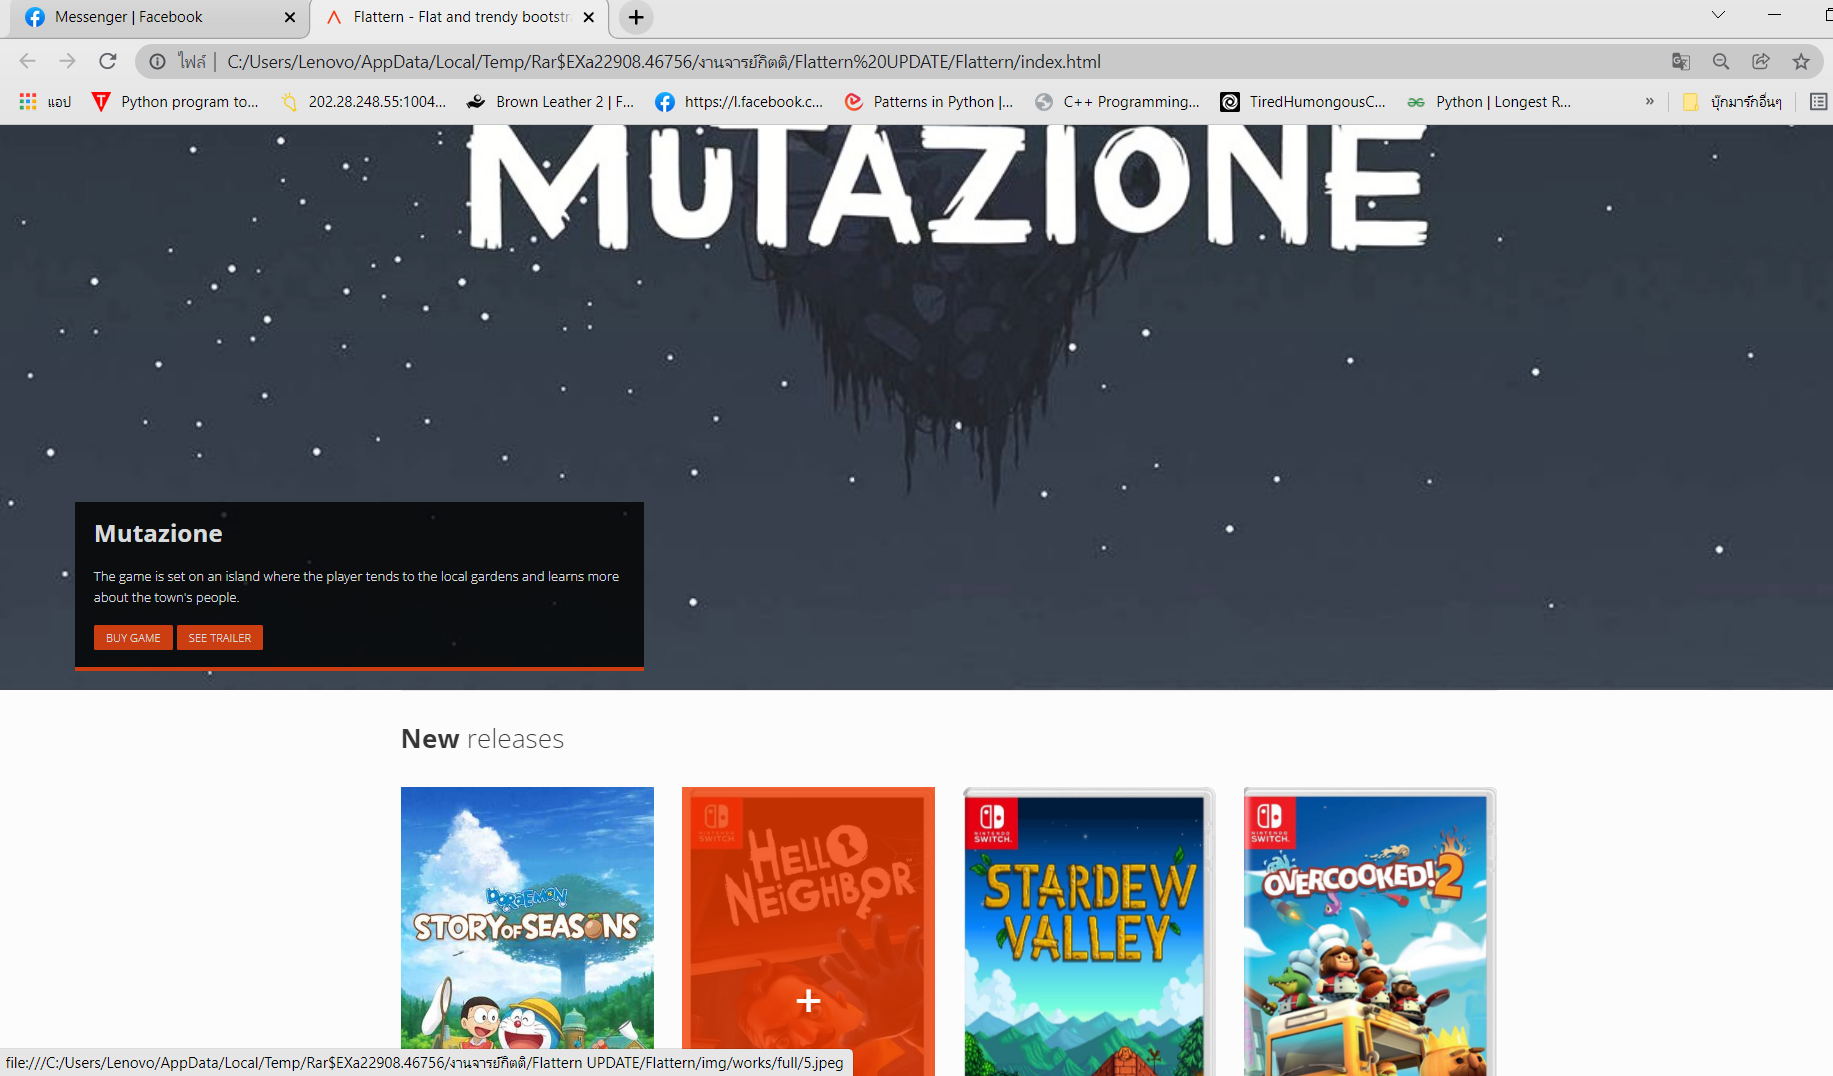 Messenger | Facebook
Flattern - Flat and trendy bootstr
ไฟล์ | C:/Users/Lenovo/AppData/Local/Temp/Rar$EXa22908.46756/งานจารย์กิตติ/Flattern%20UPDATE/Flattern/index.html
แอป
Python program to...
202.28.248.55:1004...
Brown Leather 2 | F...
https://l.facebook.c...
Patterns in Python |...
C++ Programming...
TiredHumongousC...
Python | Longest R...
»
บุ๊กมาร์กอื่นๆ
MUTAZIONE
Mutazione
The game is set on an island where the player tends to the local gardens and learns more
about the town's people.
BUY GAME
SEE TRAILER
New releases
DORAEMON
STORY OF SEASONS
NINTENDO
SWITCH
HELLO
NEIGHBOR
NINTENDO
SWITCH
STARDEW
VALLEY
NINTENDO
SWITCH
OVERCOOKED! 2
file:///C:/Users/Lenovo/AppData/Local/Temp/Rar$EXa22908.46756/งานจารย์กิตติ/Flattern UPDATE/Flattern/img/works/full/5.jpeg